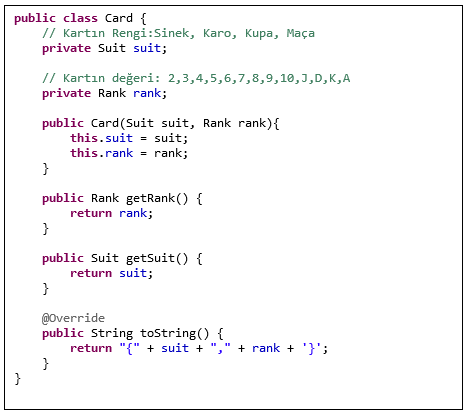 public class Card {
    // Kartın Rengi:Sinek, Karo, Kupa, Maça
    private Suit suit;

    // Kartın değeri: 2,3,4,5,6,7,8,9,10,J,D,K,A
    private Rank rank;

    public Card(Suit suit, Rank rank){
        this.suit = suit;
        this.rank = rank;
    }

    public Rank getRank() {
        return rank;
    }

    public Suit getSuit() {
        return suit;
    }

    @Override
    public String toString() {
        return "{" + suit + "," + rank + '}';
    }
}